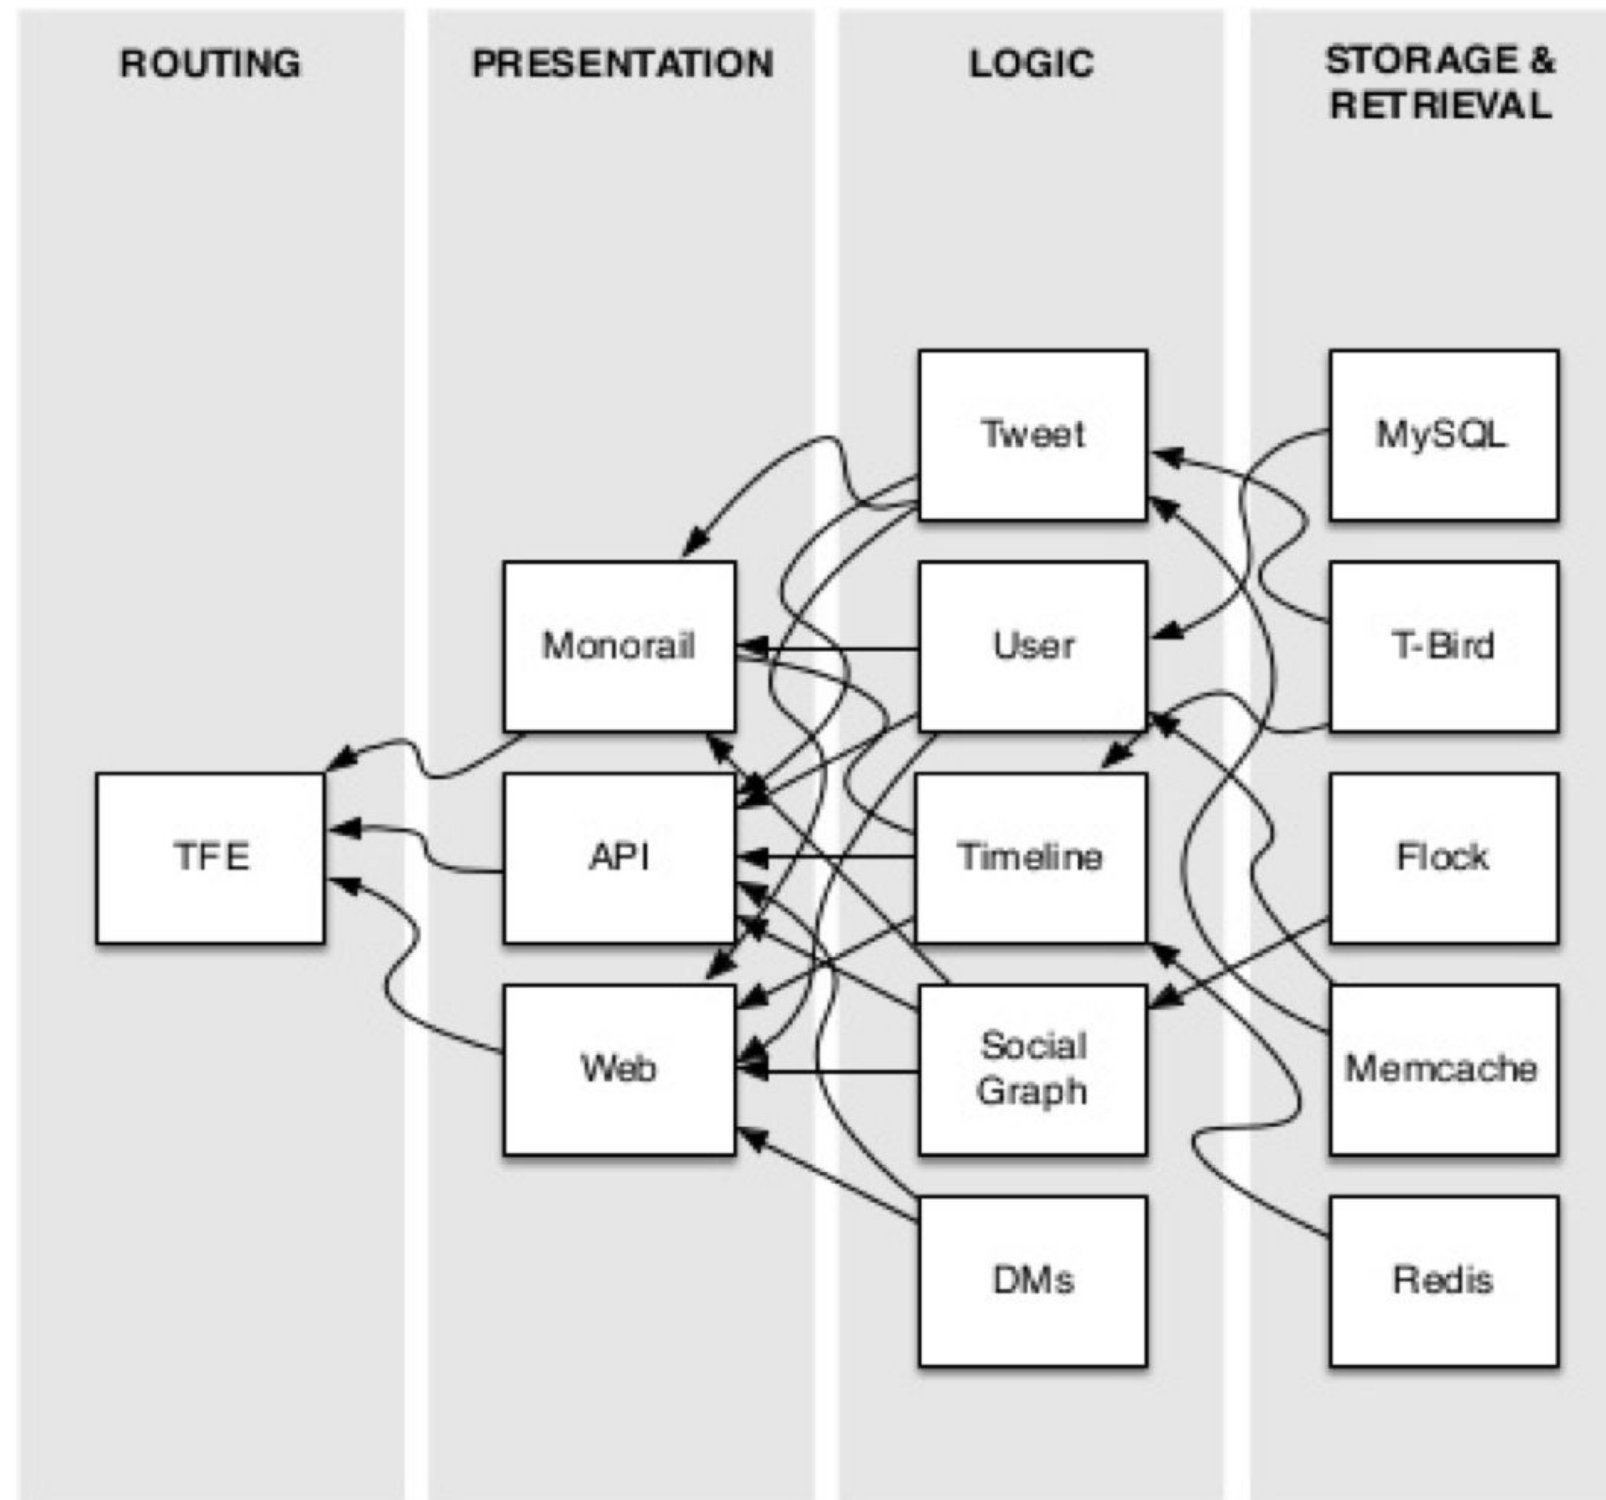 ROUTING
PRESENTATION
LOGIC
STORAGE &
RETRIEVAL
Tweet
MySQL
Monorail
User
T-Bird
TFE
API
Timeline
Flock
Web
Social
Graph
Memcache
DMs
Redis